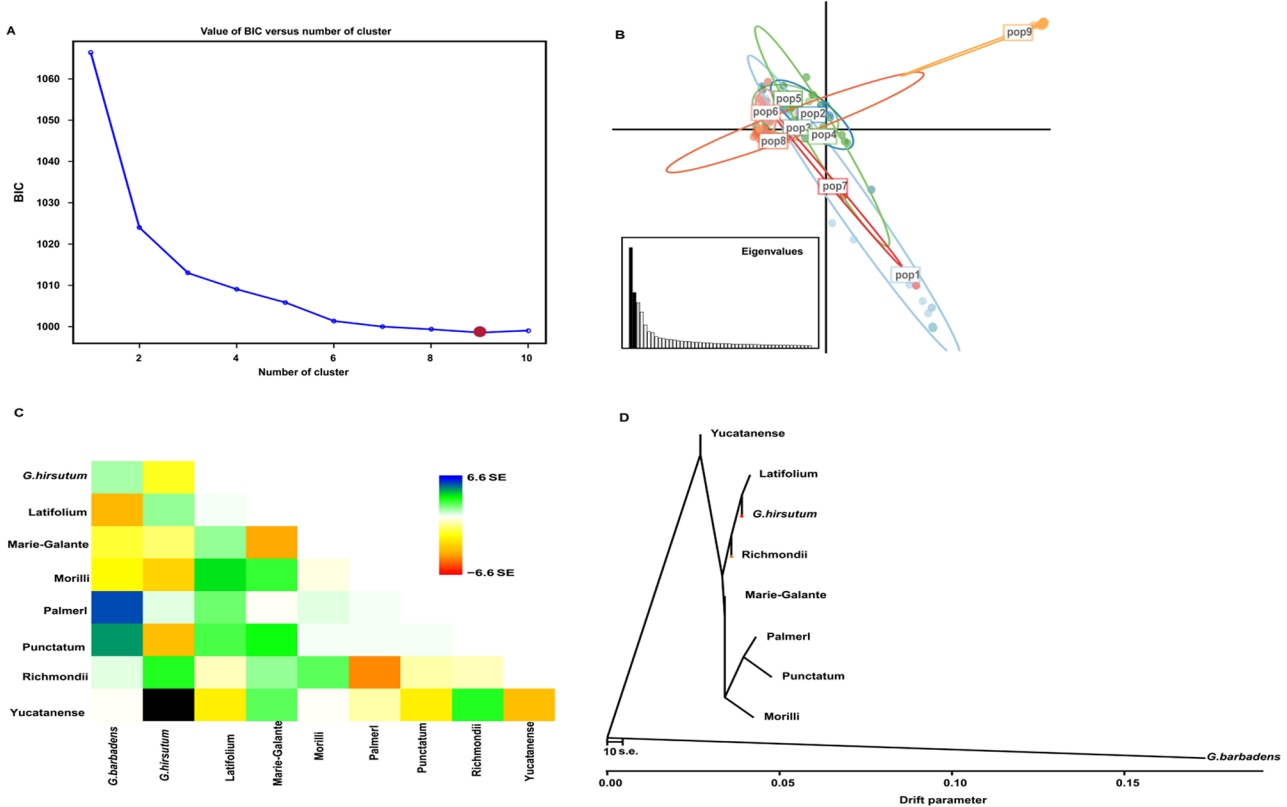 A
Value of BIC versus number of cluster
BIC
1060
1050
1040
1030
1020
1010
1000
2
4
6
8
10
Number of cluster
B
pop9
pop5
pop6
pop2
pop3
pop4
pop8
pop7
pop1
Eigenvalues
C
G.hirsutum
Latifolium
Marie-Galante
Morilli
Palmerl
Punctatum
Richmondii
Yucatanense
6.6 SE
−6.6 SE
G.barbadens
G.hirsutum
Latifolium
Marie-Galante
Morilli
Palmerl
Punctatum
Richmondii
Yucatanense
D
Yucatanense
Latifolium
G.hirsutum
Richmondii
Marie-Galante
Palmerl
Punctatum
Morilli
G.barbadens
10 s.e.
0.00
0.05
0.10
0.15
Drift parameter